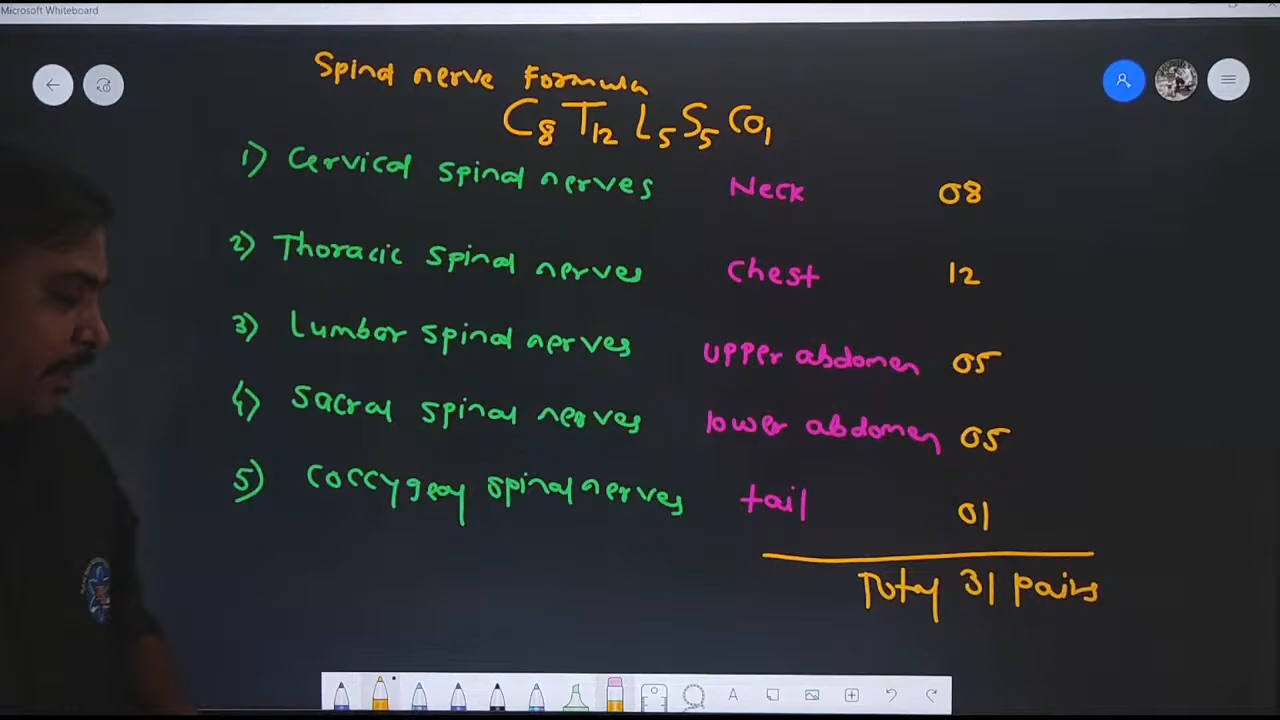 Microsoft Whiteboard
Spinal nerve Formula
C8 T12 L5 S5 Co1
1) Cervical spinal nerves Neck 08
2) Thoracic spinal nerves Chest 12
3) Lumbar spinal nerves upper abdomen 05
4) Sacral spinal nerves lower abdomen 05
5) Coccygeal spinal nerves tail 01
Total 31 pairs